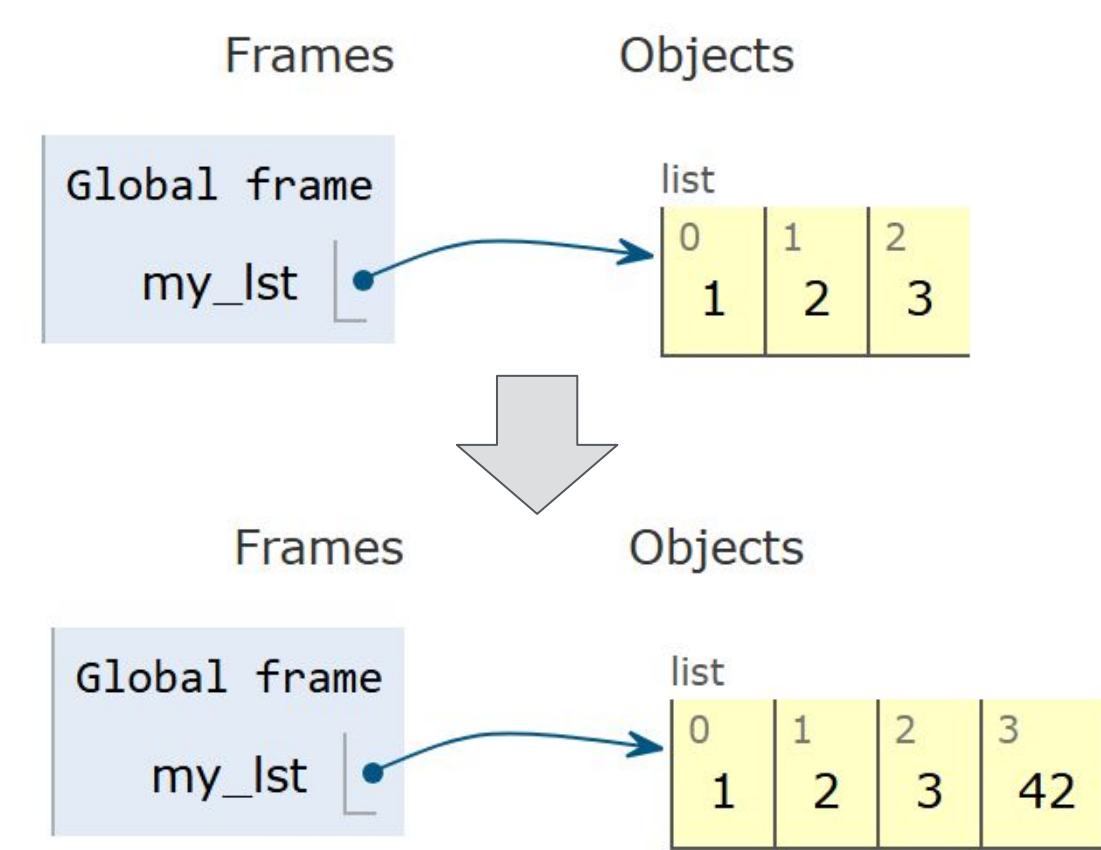 Frames Objects
Global frame
list
0 1 2
my_lst
1 2 3
Frames Objects
Global frame
list
0 1 2 3
my_lst
1 2 3 42